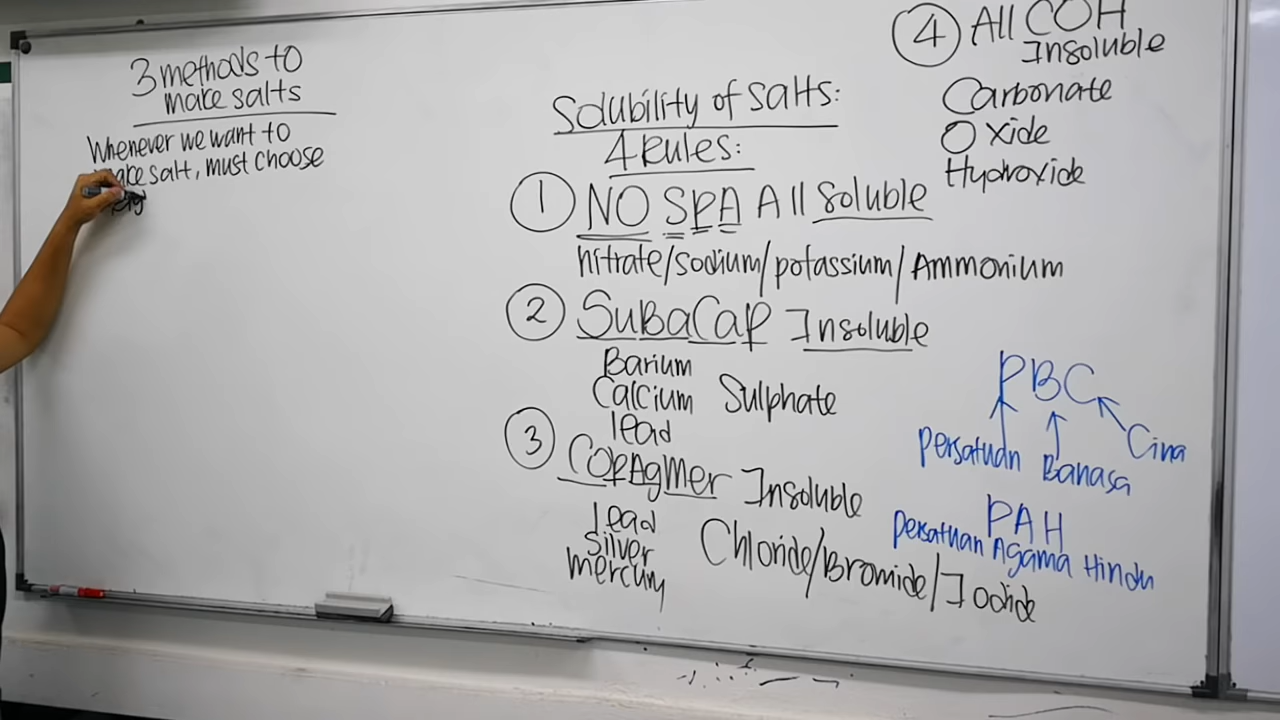 3 methods to
make salts
Whenever we want to
make salt, must choose
Solubility of salts:
4 Rules:
① NO SPA All soluble
nitrate/sodium/potassium/Ammonium
② SuBaCaP Insoluble
Barium
Calcium Sulphate
lead
③ Insoluble
lead
Silver
mercury
Chloride/Bromide/Iodide
④ All COH
Insoluble
Carbonate
Oxide
Hydroxide
PBC
Persatuan Bahasa Cina
PAH
Persatuan Agama Hindu